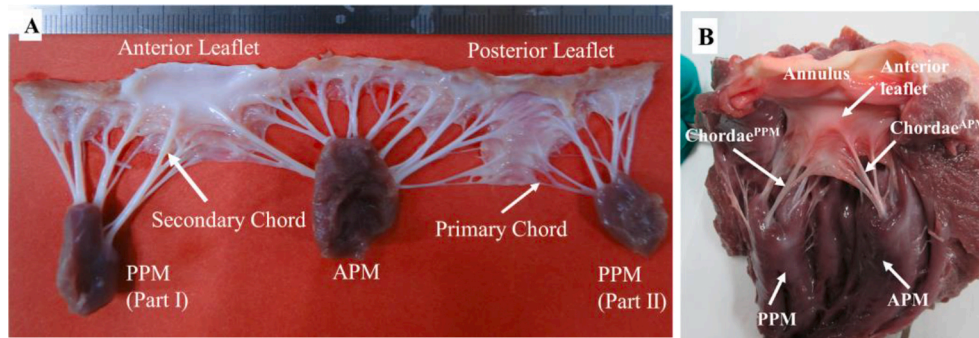 A
Anterior Leaflet
Posterior Leaflet
Secondary Chord
Primary Chord
PPM
(Part I)
APM
PPM
(Part II)
B
Annulus
Anterior
leaflet
Chordae^PPM
Chordae^APM
PPM
APM